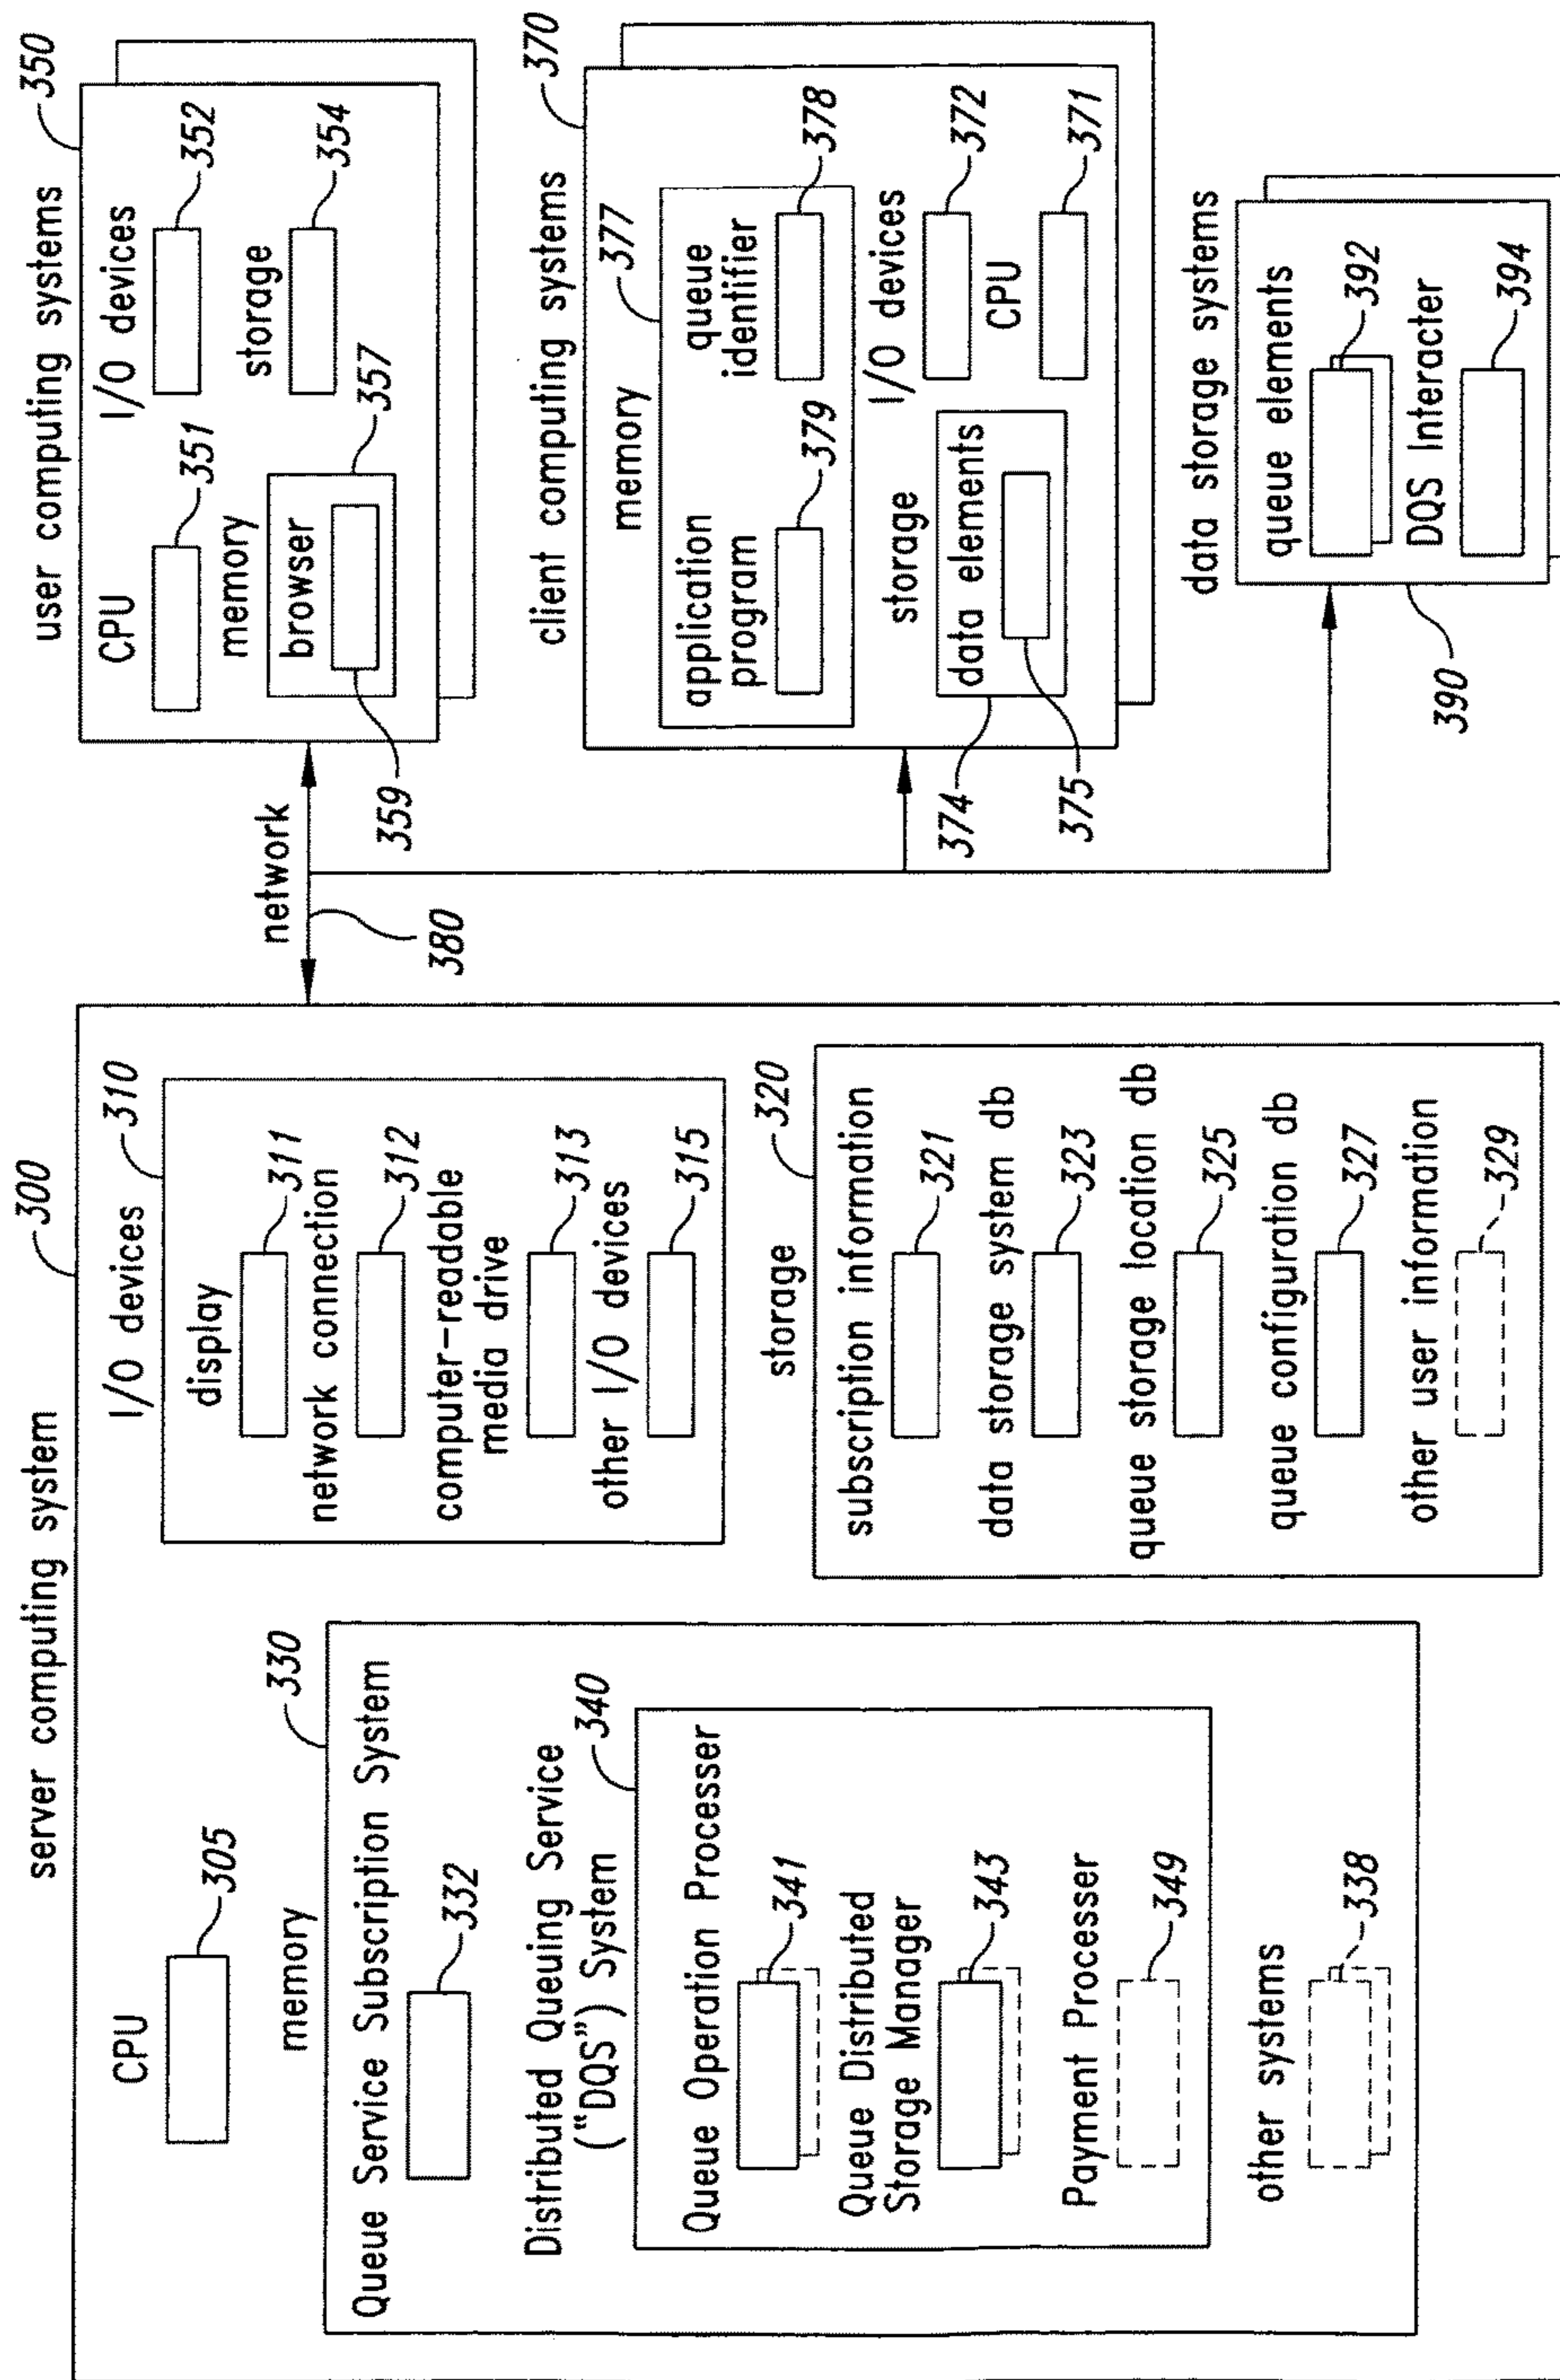 server computing system
300
CPU
305
memory
330
Queue Service Subscription System
332
Distributed Queuing Service
("DQS") System
340
Queue Operation Processer
341
Queue Distributed
Storage Manager
343
Payment Processer
349
other systems
338
I/O devices
310
display
311
network connection
312
computer-readable
media drive
313
other I/O devices
315
storage
320
subscription information
321
data storage system db
323
queue storage location db
325
queue configuration db
327
other user information
329
network
380
user computing systems
350
CPU
351
I/O devices
352
memory
357
browser
359
storage
354
client computing systems
370
memory
377
application
program
379
queue
identifier
378
storage
374
data elements
375
I/O devices
372
CPU
371
data storage systems
390
queue elements
392
DQS Interacter
394